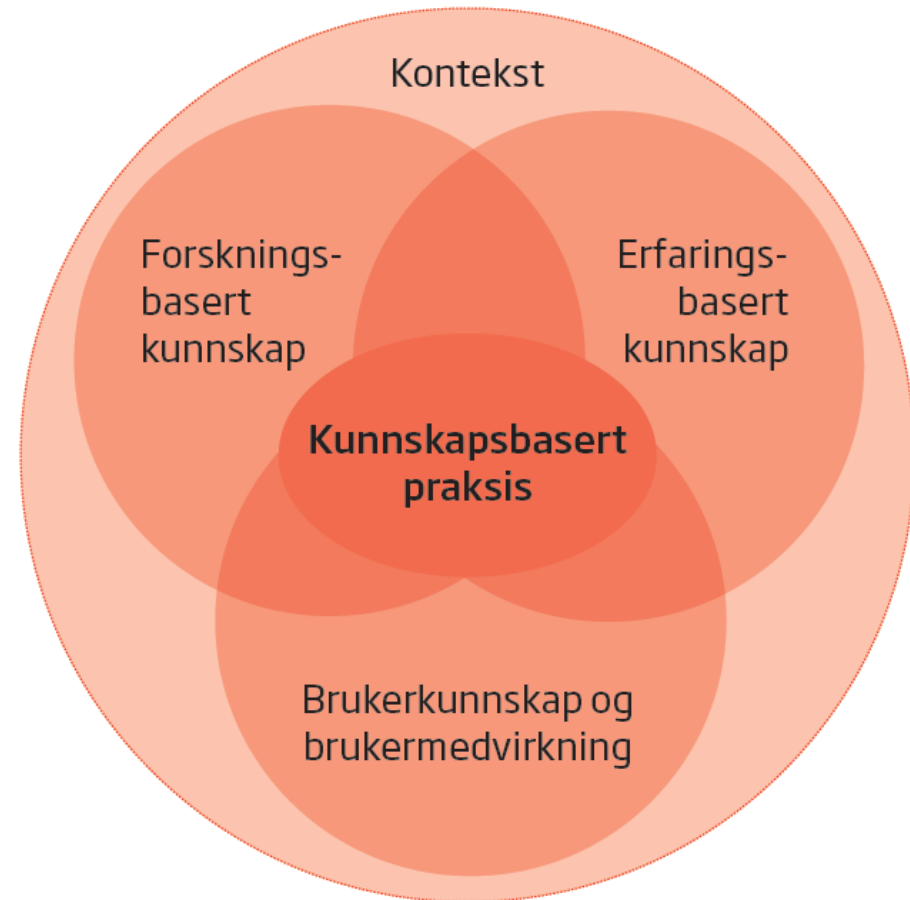 Kontekst
Forsknings-
basert
kunnskap
Erfarings-
basert
kunnskap
Kunnskapsbasert
praksis
Brukerkunnskap og
brukermedvirkning